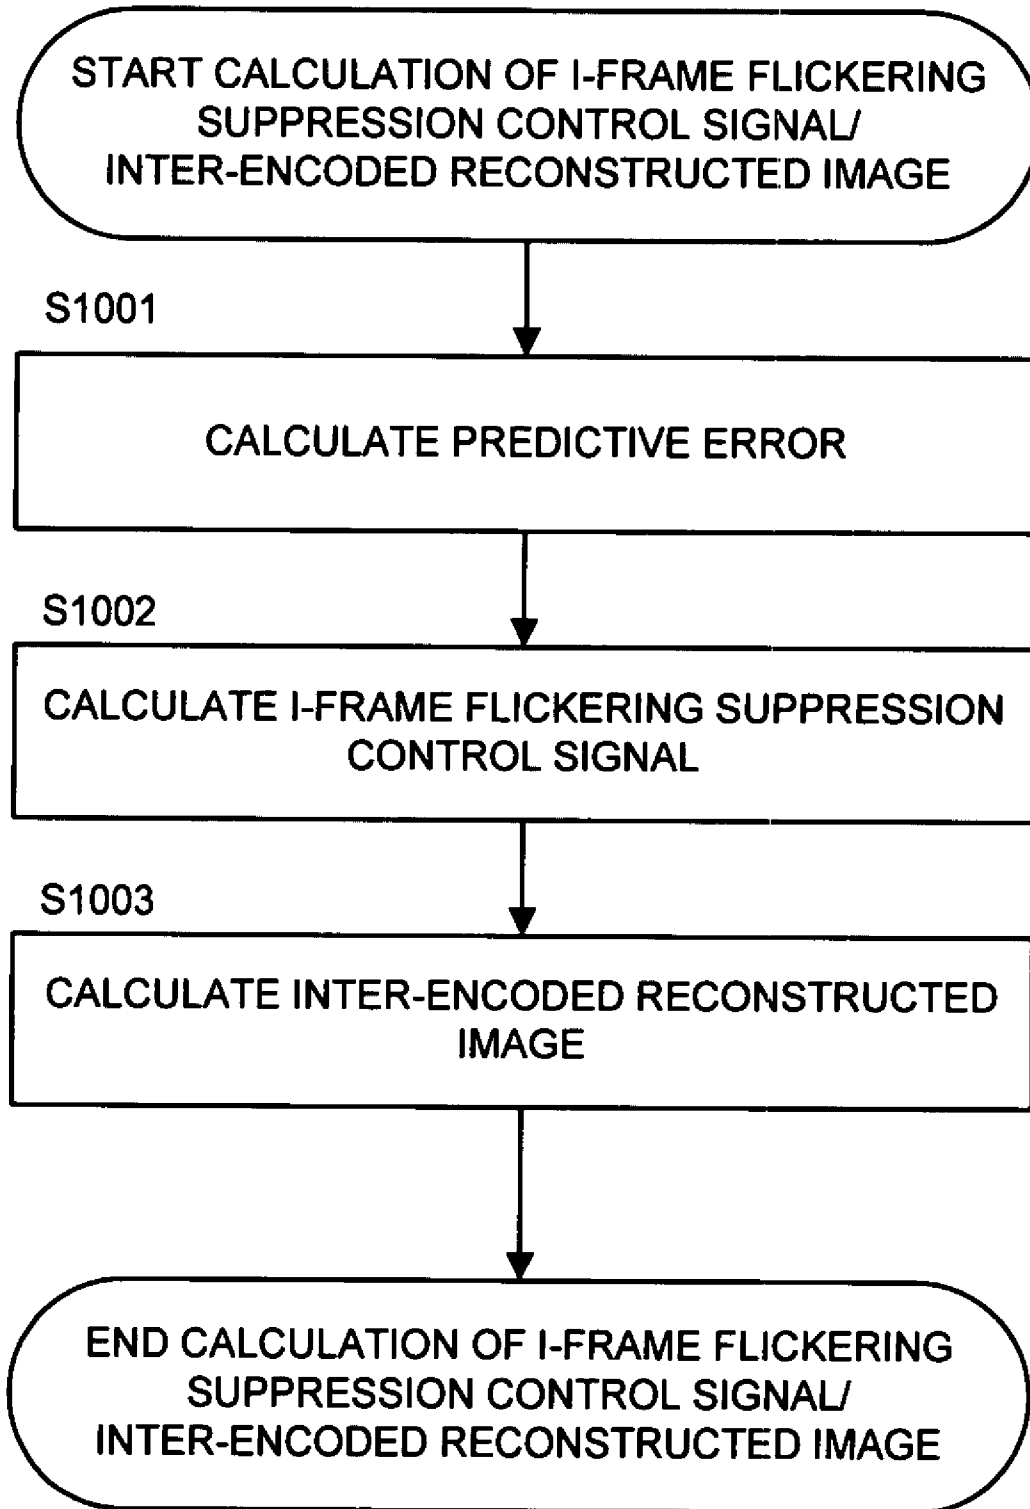 START CALCULATION OF I-FRAME FLICKERING
SUPPRESSION CONTROL SIGNAL/
INTER-ENCODED RECONSTRUCTED IMAGE
S1001
CALCULATE PREDICTIVE ERROR
S1002
CALCULATE I-FRAME FLICKERING SUPPRESSION
CONTROL SIGNAL
S1003
CALCULATE INTER-ENCODED RECONSTRUCTED
IMAGE
END CALCULATION OF I-FRAME FLICKERING
SUPPRESSION CONTROL SIGNAL/
INTER-ENCODED RECONSTRUCTED IMAGE